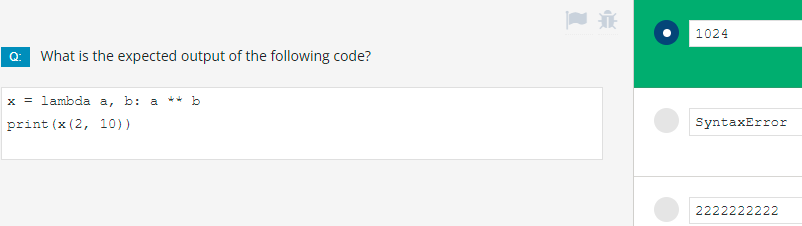 Q: What is the expected output of the following code?
x = lambda a, b: a ** b
print(x(2, 10))
1024
SyntaxError
2222222222